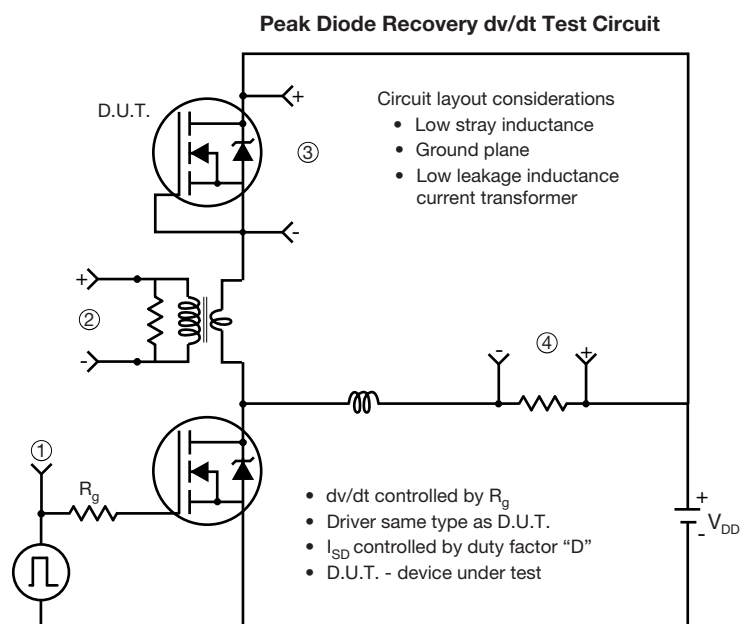 Peak Diode Recovery dv/dt Test Circuit
D.U.T.
+
③
-
Circuit layout considerations
• Low stray inductance
• Ground plane
• Low leakage inductance
current transformer
+
②
-
-
④
+
①
Rg
• dv/dt controlled by Rg
• Driver same type as D.U.T.
• ISD controlled by duty factor “D”
• D.U.T. - device under test
+
VDD
-